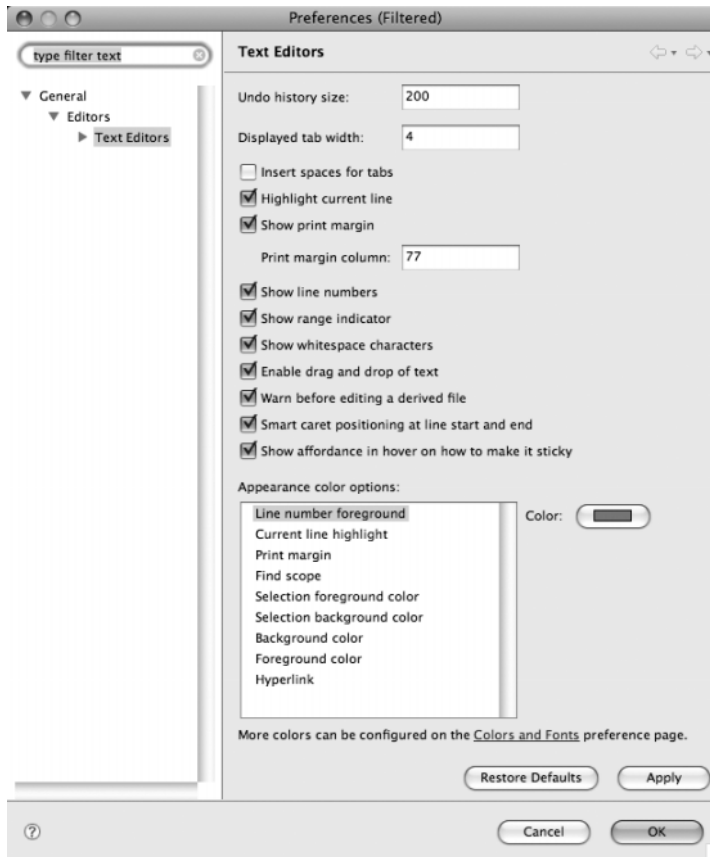 Preferences (Filtered)
type filter text
General
Editors
Text Editors
Text Editors
Undo history size: 200
Displayed tab width: 4
Insert spaces for tabs
Highlight current line
Show print margin
Print margin column: 77
Show line numbers
Show range indicator
Show whitespace characters
Enable drag and drop of text
Warn before editing a derived file
Smart caret positioning at line start and end
Show affordance in hover on how to make it sticky
Appearance color options:
Line number foreground
Color:
Current line highlight
Print margin
Find scope
Selection foreground color
Selection background color
Background color
Foreground color
Hyperlink
More colors can be configured on the Colors and Fonts preference page.
Restore Defaults Apply
? Cancel OK